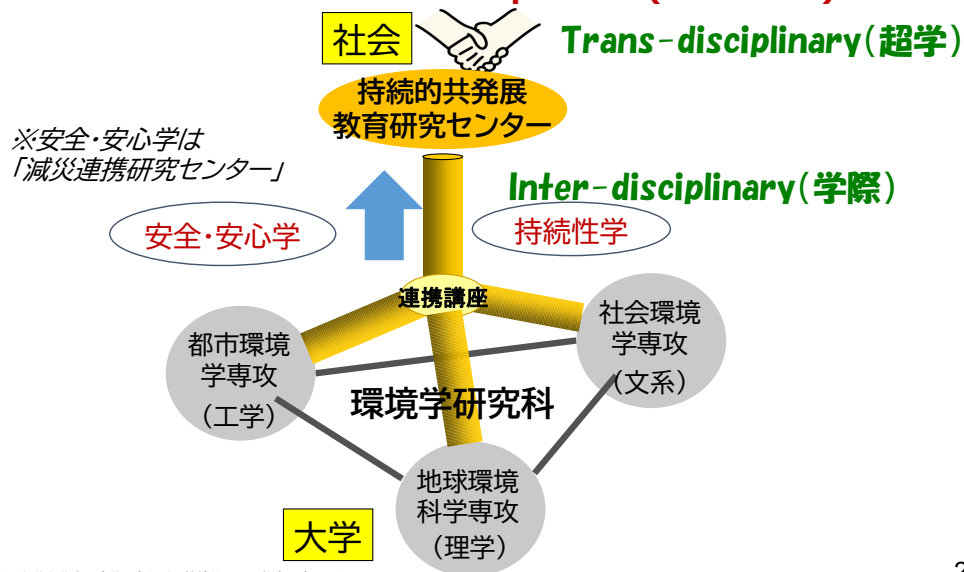 社会
Trans-disciplinary(超学)
持続的共発展
教育研究センター
※安全・安心学は
「減災連携研究センター」
Inter-disciplinary(学際)
安全・安心学
持続性学
連携講座
社会環境
学専攻
(文系)
都市環境
学専攻
(工学)
環境学研究科
地球環境
科学専攻
(理学)
大学